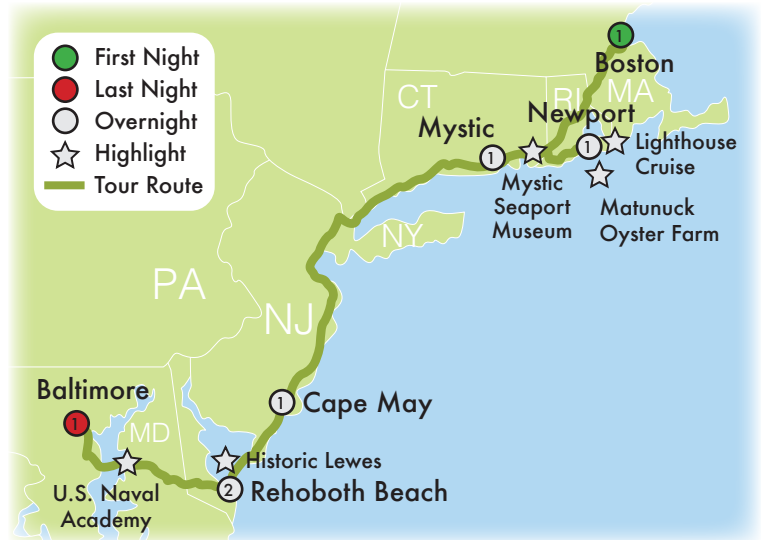 First Night
Last Night
Overnight
Highlight
Tour Route
1
Boston
CT
RI
MA
Newport
Mystic
1
1
Lighthouse
Cruise
Mystic
Seaport
Museum
Matunuck
Oyster Farm
NY
PA
NJ
Baltimore
1
1
Cape May
MD
Historic Lewes
2
Rehoboth Beach
U.S. Naval
Academy